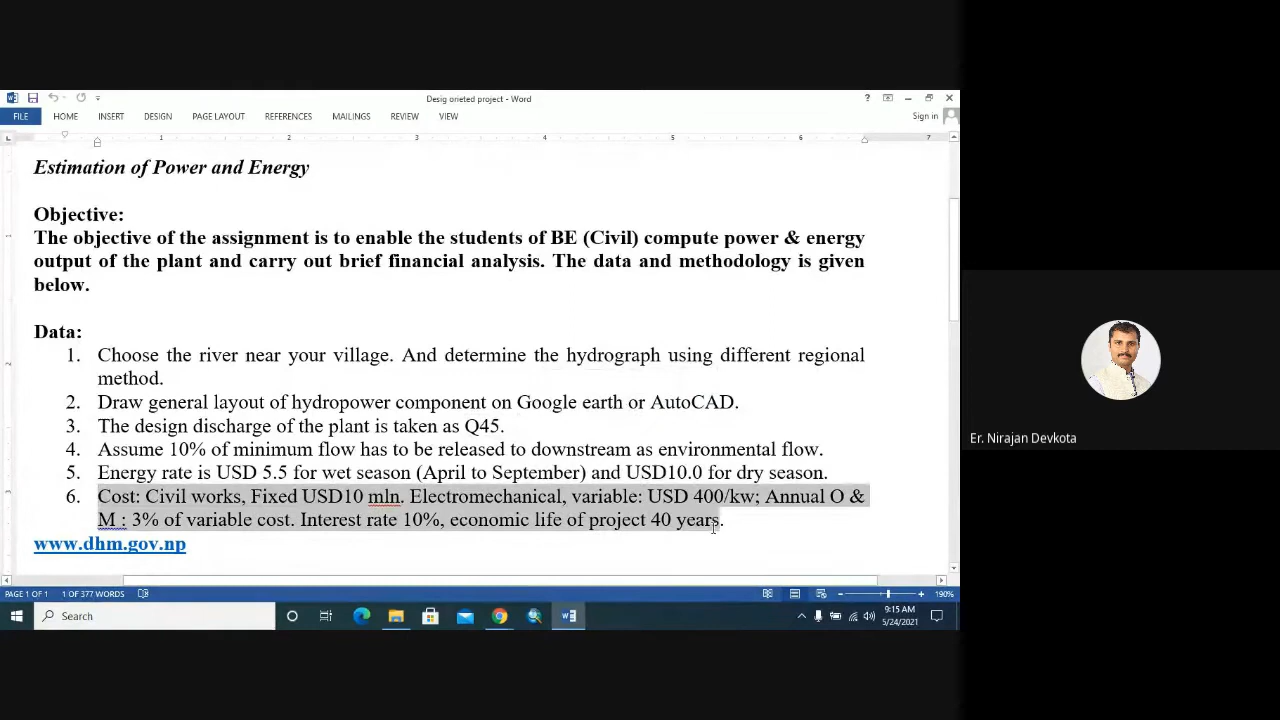 Desig oneted project - Word
Sign in
FILE HOME INSERT DESIGN PAGE LAYOUT REFERENCES MAILINGS REVIEW VIEW
1 2 3 4 5 6 7
Estimation of Power and Energy
Objective:
The objective of the assignment is to enable the students of BE (Civil) compute power & energy
output of the plant and carry out brief financial analysis. The data and methodology is given
below.
Data:
1. Choose the river near your village. And determine the hydrograph using different regional
method.
2. Draw general layout of hydropower component on Google earth or AutoCAD.
3. The design discharge of the plant is taken as Q45.
4. Assume 10% of minimum flow has to be released to downstream as environmental flow.
5. Energy rate is USD 5.5 for wet season (April to September) and USD10.0 for dry season.
6. Cost: Civil works, Fixed USD10 mln. Electromechanical, variable: USD 400/kw; Annual O &
M : 3% of variable cost. Interest rate 10%, economic life of project 40 years.
www.dhm.gov.np
PAGE 1 OF 1 1 OF 377 WORDS 190%
Search
9:15 AM
5/24/2021
Er. Nirajan Devkota